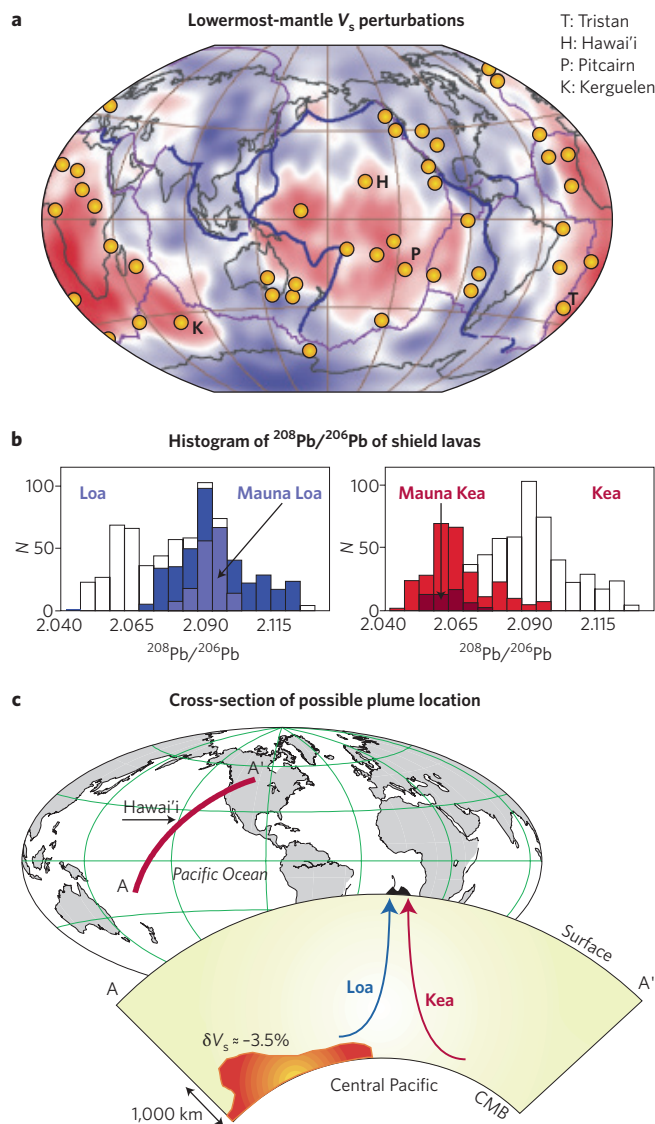 a
Lowermost-mantle Vs perturbations
T: Tristan
H: Hawai'i
P: Pitcairn
K: Kerguelen
H
P
K
T
b
Histogram of ²⁰⁸Pb/²⁰⁶Pb of shield lavas
100
50
0
N
Loa
Mauna Loa
2.040 2.065 2.090 2.115
²⁰⁸Pb/²⁰⁶Pb
100
50
0
N
Mauna Kea
Kea
2.040 2.065 2.090 2.115
²⁰⁸Pb/²⁰⁶Pb
c
Cross-section of possible plume location
A'
Hawai'i
Pacific Ocean
A
Surface
A
A'
Loa
Kea
δVs ≈ –3.5%
Central Pacific
CMB
1,000 km